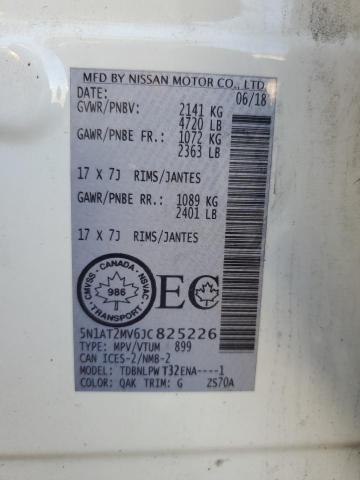 MFD BY NISSAN MOTOR CO., LTD.
DATE: 06/18
GVWR/PNBV: 2141 KG
4720 LB
GAWR/PNBE FR.: 1072 KG
2363 LB
17 X 7J RIMS/JANTES
GAWR/PNBE RR.: 1089 KG
2401 LB
17 X 7J RIMS/JANTES
CANADA
CMVSS NSVAC
986
TRANSPORT
EC
5N1AT2MV6JC825226
TYPE: MPV/VTUM 899
CAN ICES-2/NMB-2
MODEL: TDBNLPW T32ENA----1
COLOR: QAK TRIM: G ZS70A